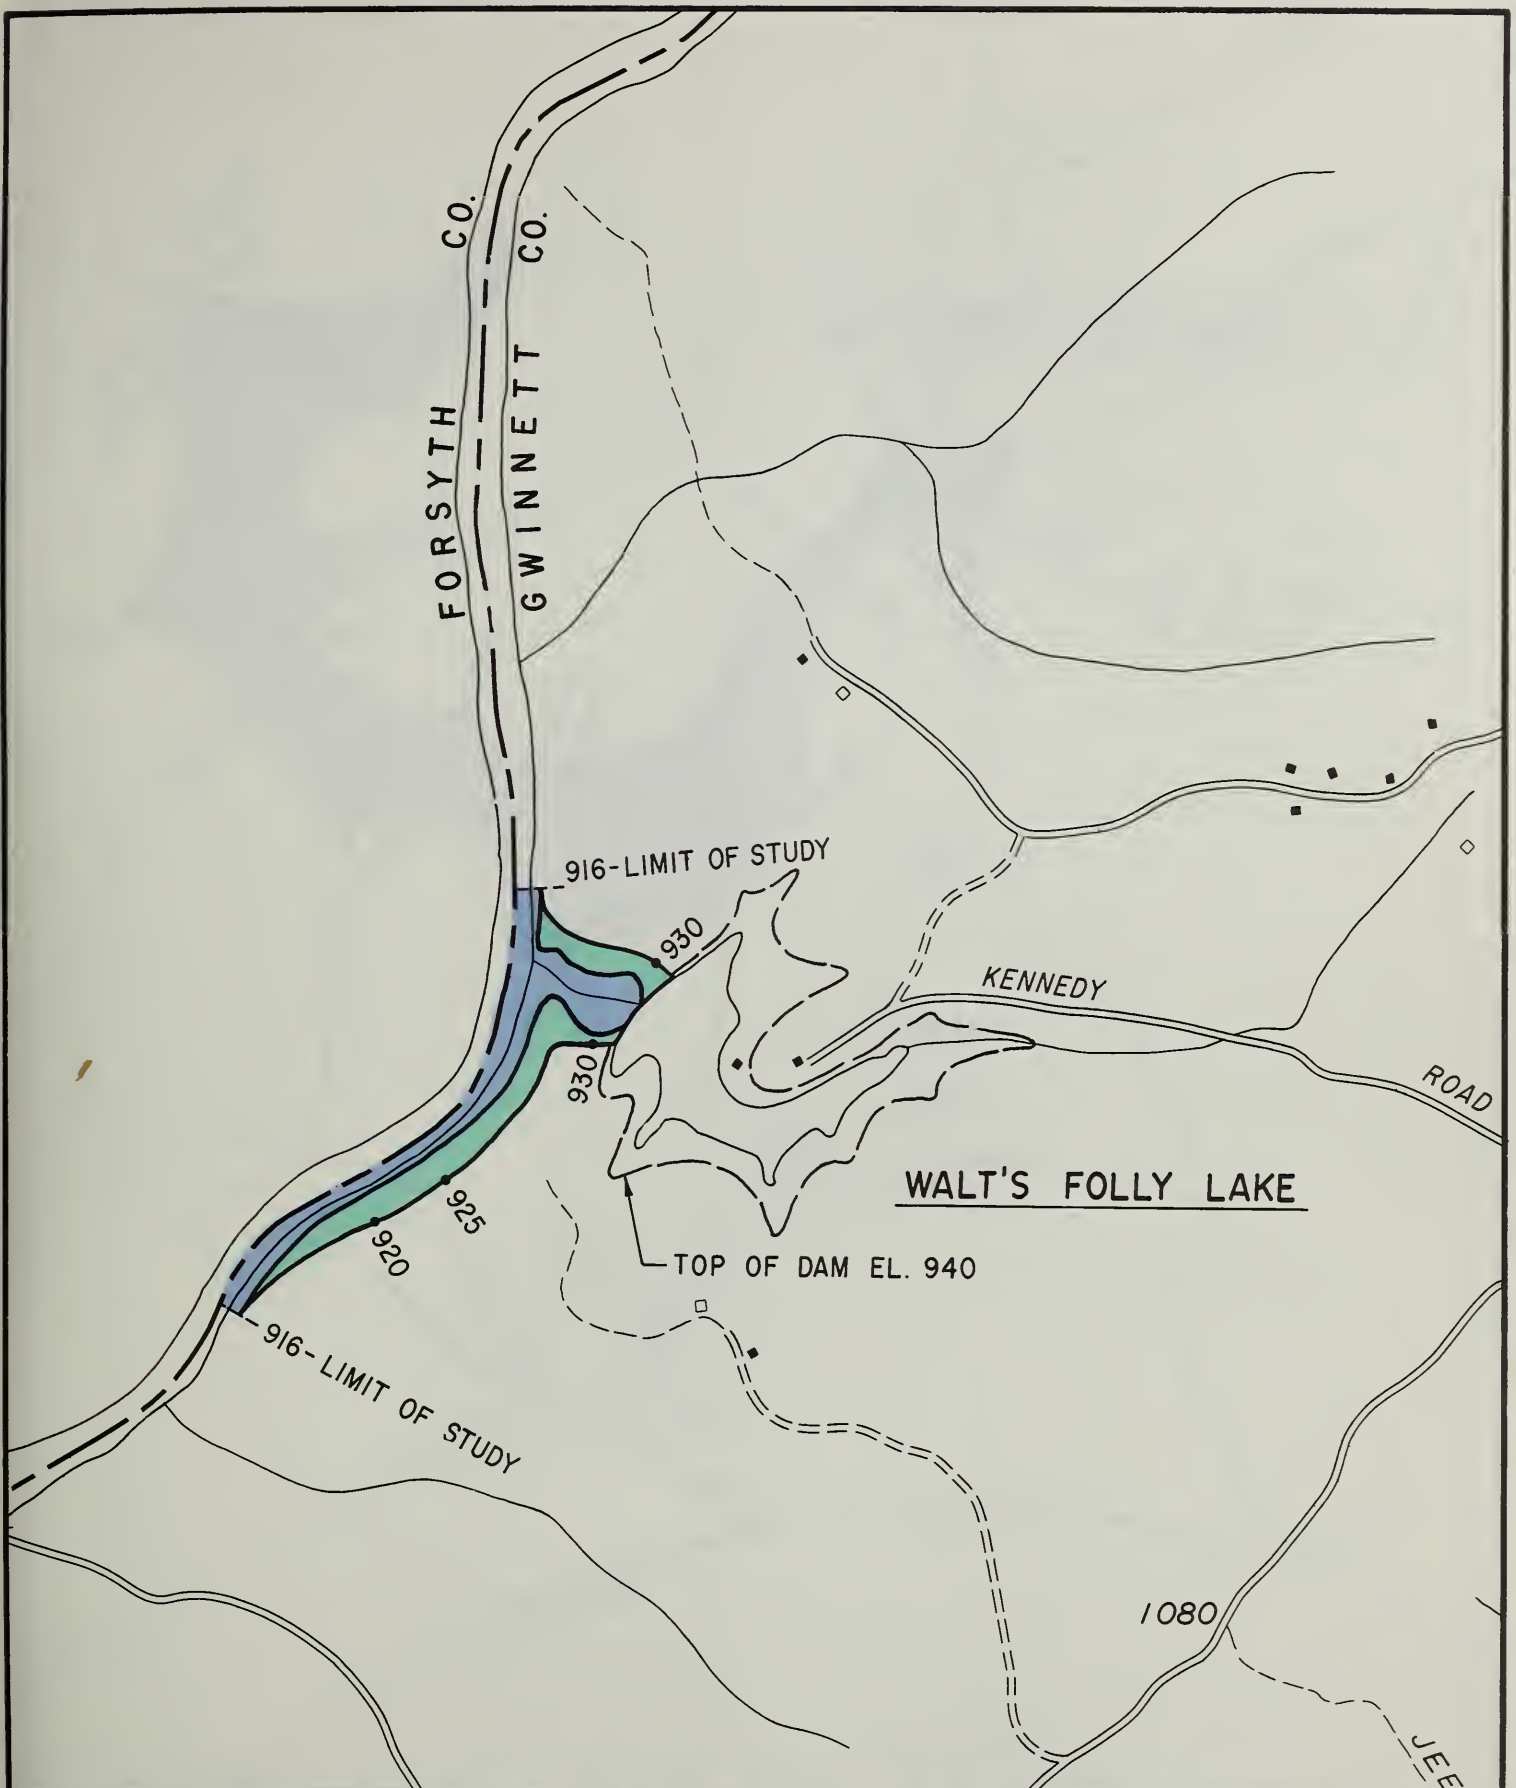 FORSYTH CO.
GWINNETT CO.
916-LIMIT OF STUDY
930
KENNEDY
ROAD
930
925
920
WALT'S FOLLY LAKE
TOP OF DAM EL. 940
916-LIMIT OF STUDY
1080